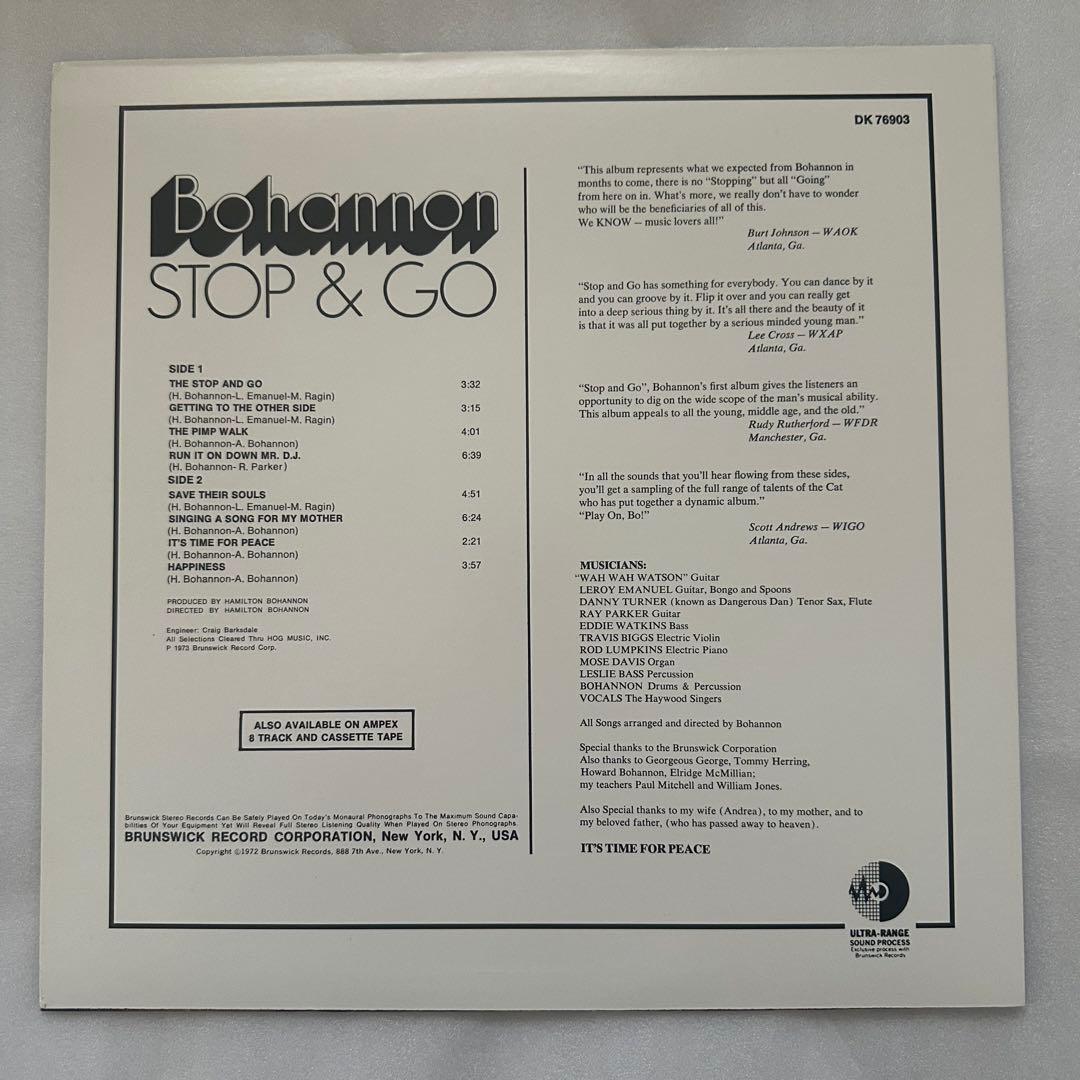 DK 76903
Bohannon
STOP & GO
SIDE 1
THE STOP AND GO 3:32
(H. Bohannon-L. Emanuel-M. Ragin)
GETTING TO THE OTHER SIDE 3:15
(H. Bohannon-L. Emanuel-M. Ragin)
THE PIMP WALK 4:01
(H. Bohannon-A. Bohannon)
RUN IT ON DOWN MR. D.J. 6:39
(H. Bohannon- R. Parker)
SIDE 2
SAVE THEIR SOULS 4:51
(H. Bohannon-L. Emanuel-M. Ragin)
SINGING A SONG FOR MY MOTHER 6:24
(H. Bohannon-A. Bohannon)
IT'S TIME FOR PEACE 2:21
(H. Bohannon-A. Bohannon)
HAPPINESS 3:57
(H. Bohannon-A. Bohannon)
PRODUCED BY HAMILTON BOHANNON
DIRECTED BY HAMILTON BOHANNON
Engineer: Craig Barksdale
All Selections Cleared Thru HOG MUSIC, INC.
P 1973 Brunswick Record Corp.
ALSO AVAILABLE ON AMPEX
8 TRACK AND CASSETTE TAPE
Brunswick Stereo Records Can Be Safely Played On Today's Monaural Phonographs To The Maximum Sound Capa-
bilities Of Your Equipment Yet Will Reveal Full Stereo Listening Quality When Played On Stereo Phonographs.
BRUNSWICK RECORD CORPORATION, New York, N. Y., USA
Copyright ©1972 Brunswick Records, 888 7th Ave., New York, N. Y.
"This album represents what we expected from Bohannon in
months to come, there is no "Stopping" but all "Going"
from here on in. What's more, we really don't have to wonder
who will be the beneficiaries of all of this.
We KNOW – music lovers all!"
Burt Johnson – WAOK
Atlanta, Ga.
"Stop and Go has something for everybody. You can dance by it
and you can groove by it. Flip it over and you can really get
into a deep serious thing by it. It's all there and the beauty of it
is that it was all put together by a serious minded young man."
Lee Cross – WXAP
Atlanta, Ga.
"Stop and Go", Bohannon's first album gives the listeners an
opportunity to dig on the wide scope of the man's musical ability.
This album appeals to all the young, middle age, and the old."
Rudy Rutherford – WFDR
Manchester, Ga.
"In all the sounds that you'll hear flowing from these sides,
you'll get a sampling of the full range of talents of the Cat
who has put together a dynamic album."
"Play On, Bo!"
Scott Andrews – WIGO
Atlanta, Ga.
MUSICIANS:
"WAH WAH WATSON" Guitar
LEROY EMANUEL Guitar, Bongo and Spoons
DANNY TURNER (known as Dangerous Dan) Tenor Sax, Flute
RAY PARKER Guitar
EDDIE WATKINS Bass
TRAVIS BIGGS Electric Violin
ROD LUMPKINS Electric Piano
MOSE DAVIS Organ
LESLIE BASS Percussion
BOHANNON Drums & Percussion
VOCALS The Haywood Singers
All Songs arranged and directed by Bohannon
Special thanks to the Brunswick Corporation
Also thanks to Georgeous George, Tommy Herring,
Howard Bohannon, Elridge McMillian;
my teachers Paul Mitchell and William Jones.
Also Special thanks to my wife (Andrea), to my mother, and to
my beloved father, (who has passed away to heaven).
IT'S TIME FOR PEACE
ULTRA-RANGE
SOUND PROCESS
Exclusive process with
Brunswick Records